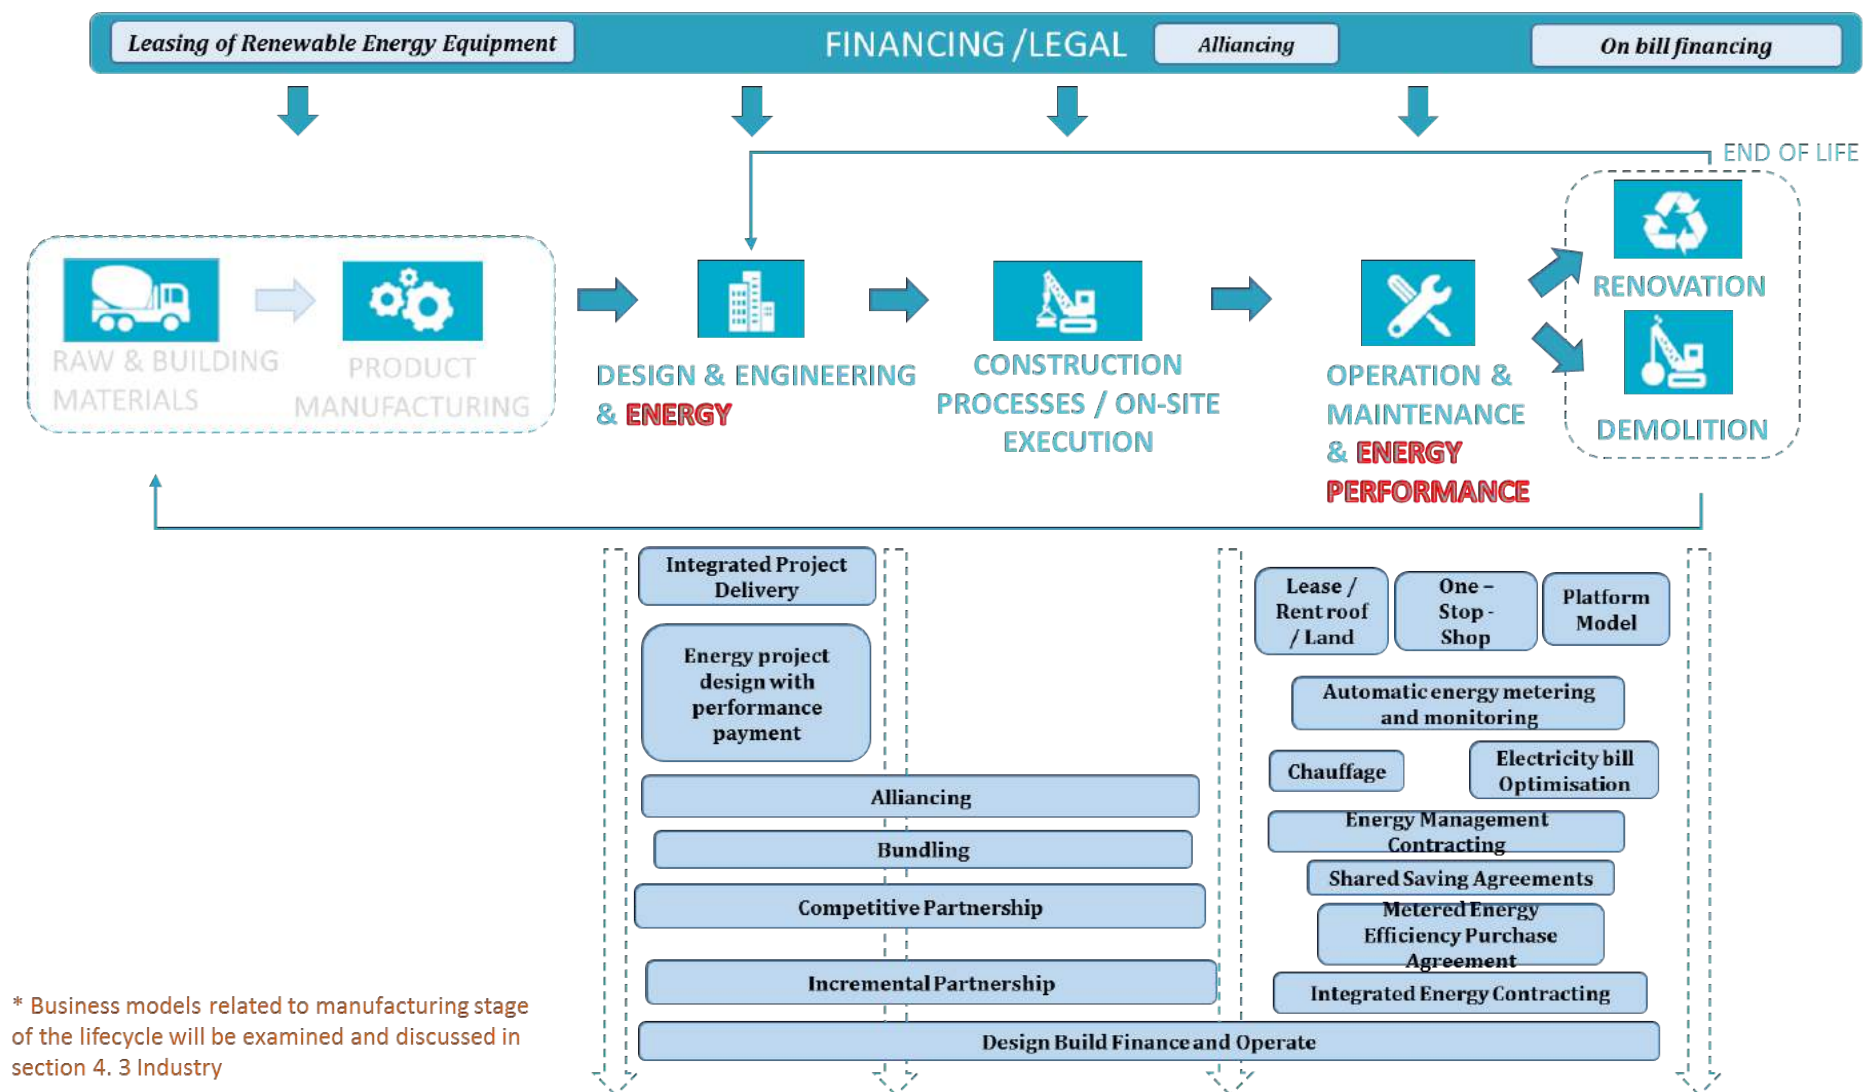 Leasing of Renewable Energy Equipment
FINANCING /LEGAL
Alliancing
On bill financing
END OF LIFE
RAW & BUILDING
MATERIALS
PRODUCT
MANUFACTURING
DESIGN & ENGINEERING
& ENERGY
CONSTRUCTION
PROCESSES / ON-SITE
EXECUTION
OPERATION &
MAINTENANCE
& ENERGY
PERFORMANCE
RENOVATION
DEMOLITION
Integrated Project
Delivery
Energy project
design with
performance
payment
Alliancing
Bundling
Competitive Partnership
Incremental Partnership
Design Build Finance and Operate
Lease /
Rent roof
/ Land
One –
Stop -
Shop
Platform
Model
Automatic energy metering
and monitoring
Chauffage
Electricity bill
Optimisation
Energy Management
Contracting
Shared Saving Agreements
Metered Energy
Efficiency Purchase
Agreement
Integrated Energy Contracting
* Business models related to manufacturing stage
of the lifecycle will be examined and discussed in
section 4. 3 Industry